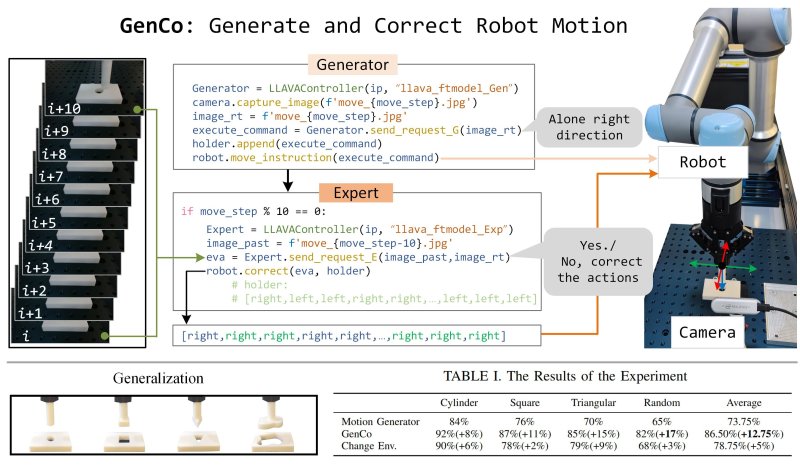 GenCo: Generate and Correct Robot Motion
i+10
i+9
i+8
i+7
i+6
i+5
i+4
i+3
i+2
i+1
i
Generator
Generator = LLAVAController(ip, “llava_ftmodel_Gen”)
camera.capture_image(f'move_{move_step}.jpg')
image_rt = f'move_{move_step}.jpg'
execute_command = Generator.send_request_G(image_rt)
holder.append(execute_command)
robot.move_instruction(execute_command)
Alone right
direction
Expert
if move_step % 10 == 0:
Expert = LLAVAController(ip, “llava_ftmodel_Exp”)
image_past = f'move_{move_step-10}.jpg'
eva = Expert.send_request_E(image_past,image_rt)
robot.correct(eva, holder)
# holder:
# [right,left,left,right,right,…,left,left,left]
Yes./
No, correct
the actions
[right,right,right,right,right,…,right,right,right]
Robot
Camera
Generalization
TABLE I. The Results of the Experiment
Cylinder Square Triangular Random Average
Motion Generator 84% 76% 70% 65% 73.75%
GenCo 92%(+8%) 87%(+11%) 85%(+15%) 82%(+17%) 86.50%(+12.75%)
Change Env. 90%(+6%) 78%(+2%) 79%(+9%) 68%(+3%) 78.75%(+5%)